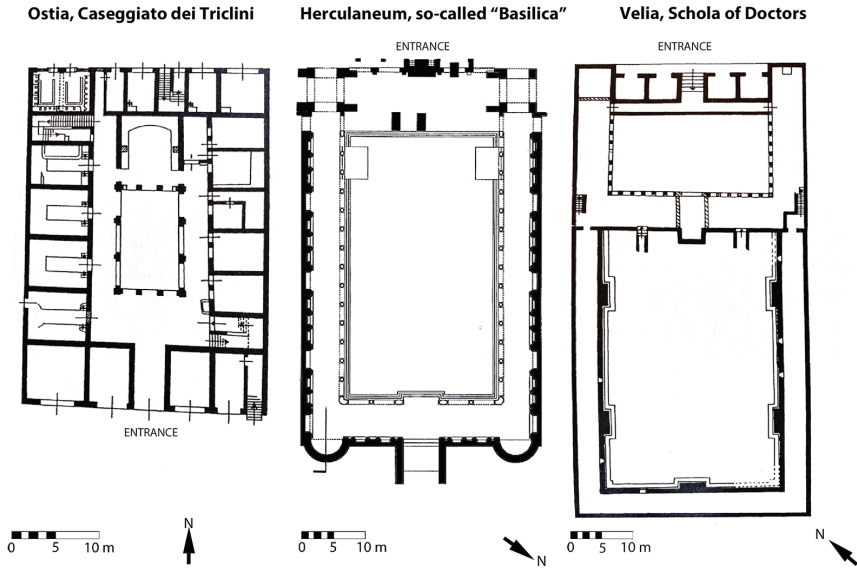 Ostia, Caseggiato dei Triclini
Herculaneum, so-called “Basilica”
Velia, Schola of Doctors
ENTRANCE
ENTRANCE
ENTRANCE
0 5 10 m
N
0 5 10 m
N
0 5 10 m
N